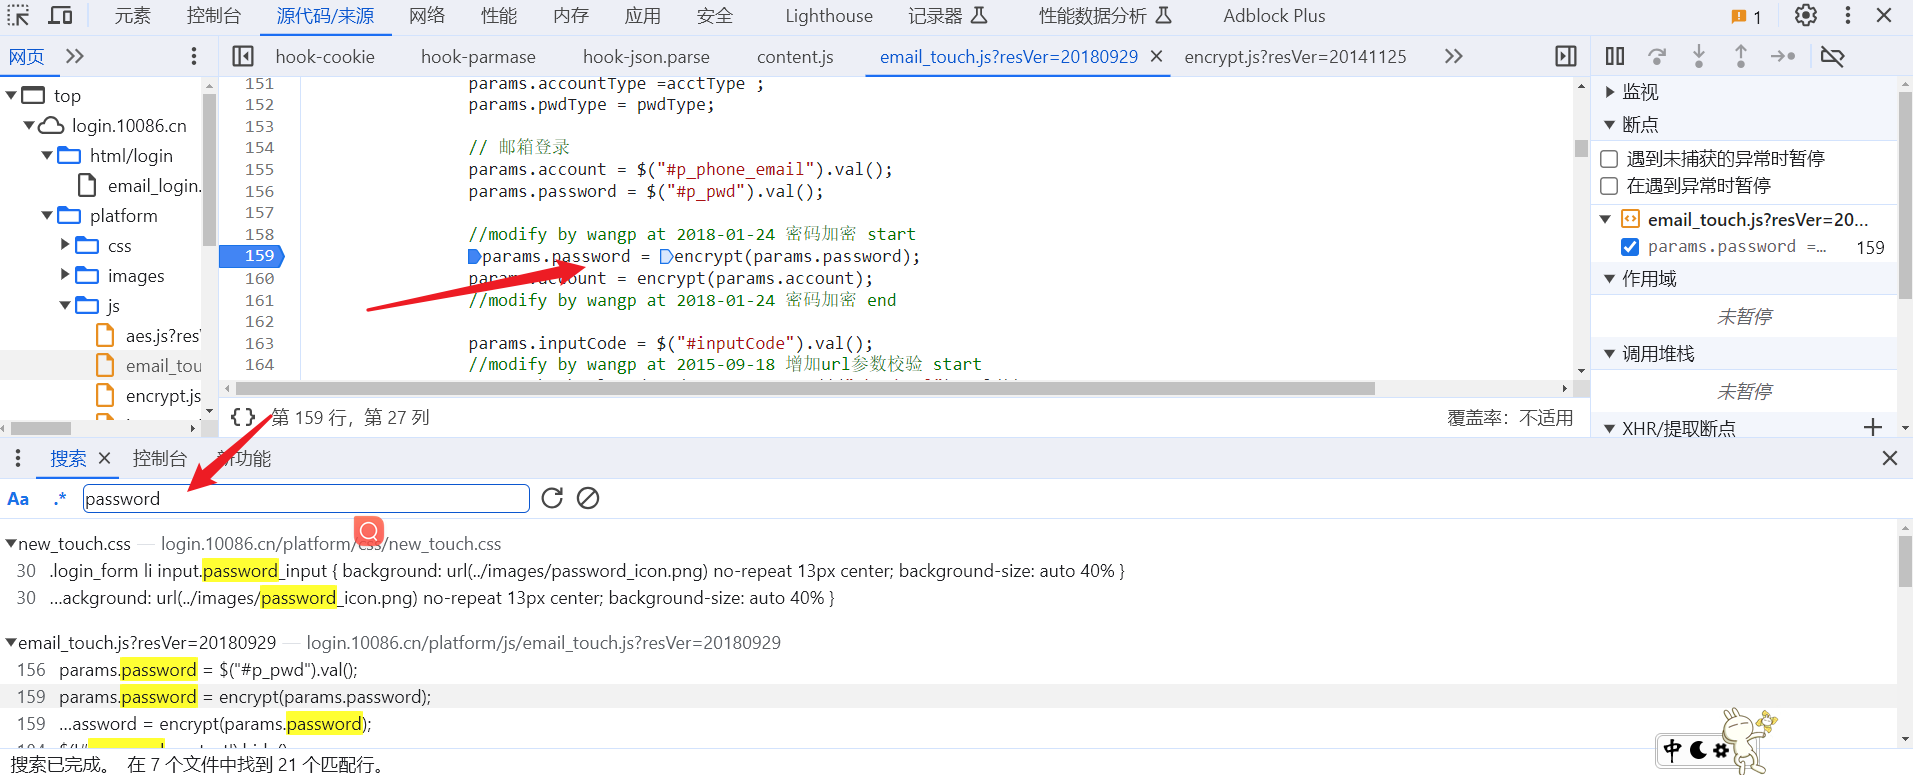 元素 控制台 源代码/来源 网络 性能 内存 应用 安全 Lighthouse 记录器 性能数据分析 Adblock Plus 1
网页 hook-cookie hook-parmase hook-json.parse content.js email_touch.js?resVer=20180929 encrypt.js?resVer=20141125
top
login.10086.cn
html/login
email_login.
platform
css
images
js
aes.js?res
email_tou
encrypt.js
151 params.accountType =acctType ;
152 params.pwdType = pwdType;
153
154 // 邮箱登录
155 params.account = $("#p_phone_email").val();
156 params.password = $("#p_pwd").val();
157
158 //modify by wangp at 2018-01-24 密码加密 start
159 params.password = encrypt(params.password);
160 params.account = encrypt(params.account);
161 //modify by wangp at 2018-01-24 密码加密 end
162
163 params.inputCode = $("#inputCode").val();
164 //modify by wangp at 2015-09-18 增加url参数校验 start
{} 第 159 行，第 27 列 覆盖率：不适用
监视
断点
遇到未捕获的异常时暂停
在遇到异常时暂停
email_touch.js?resVer=20...
params.password =... 159
作用域
未暂停
调用堆栈
未暂停
XHR/提取断点
搜索 控制台 新功能
Aa .* password
new_touch.css — login.10086.cn/platform/css/new_touch.css
30 .login_form li input.password_input { background: url(../images/password_icon.png) no-repeat 13px center; background-size: auto 40% }
30 ...ackground: url(../images/password_icon.png) no-repeat 13px center; background-size: auto 40% }
email_touch.js?resVer=20180929 — login.10086.cn/platform/js/email_touch.js?resVer=20180929
156 params.password = $("#p_pwd").val();
159 params.password = encrypt(params.password);
159 ...assword = encrypt(params.password);
搜索已完成。 在 7 个文件中找到 21 个匹配行。
中